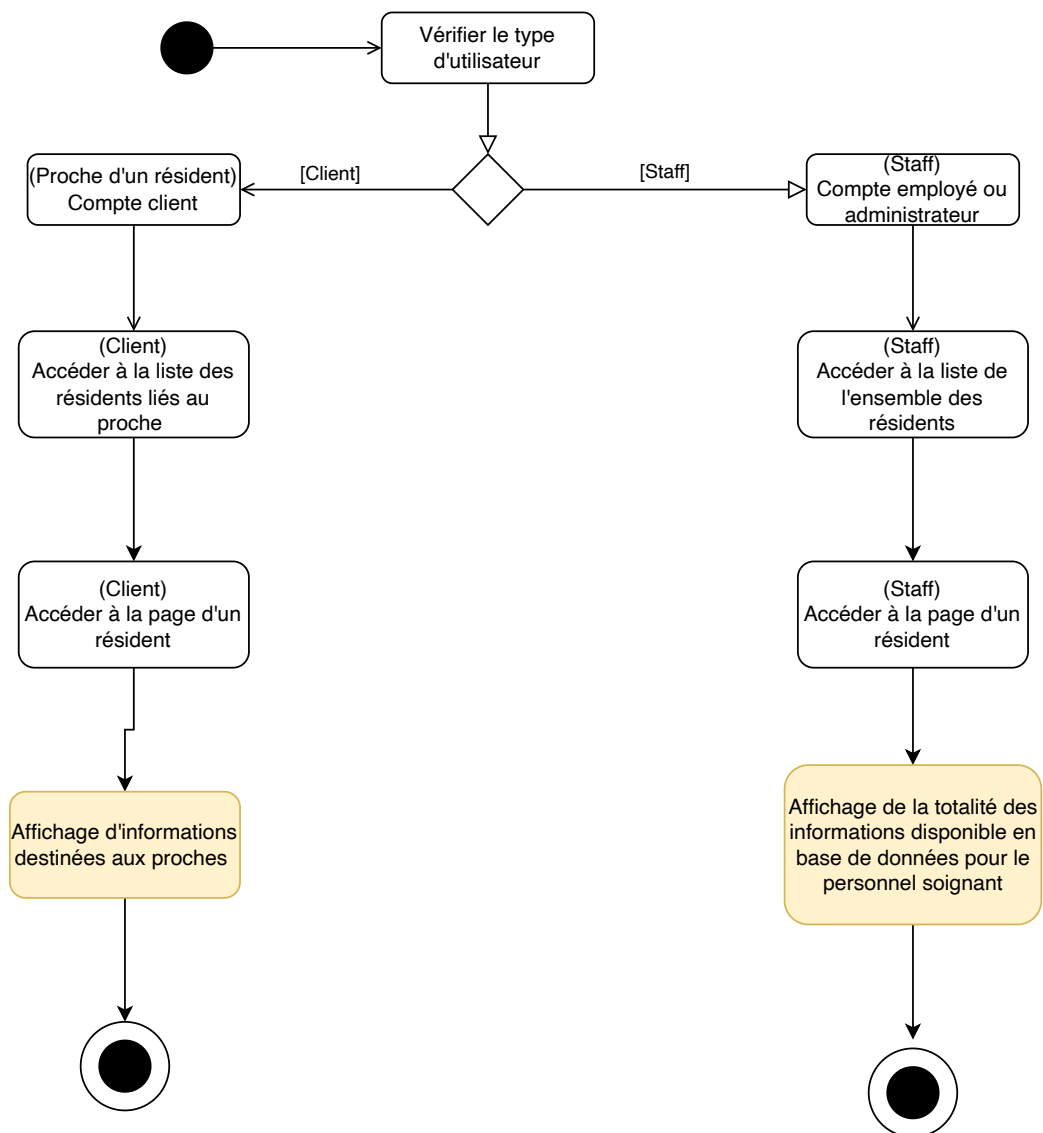 Vérifier le type
d'utilisateur
[Client]
[Staff]
(Proche d'un résident)
Compte client
(Staff)
Compte employé ou
administrateur
(Client)
Accéder à la liste des
résidents liés au
proche
(Staff)
Accéder à la liste de
l'ensemble des
résidents
(Client)
Accéder à la page d'un
résident
(Staff)
Accéder à la page d'un
résident
Affichage d'informations
destinées aux proches
Affichage de la totalité des
informations disponible en
base de données pour le
personnel soignant